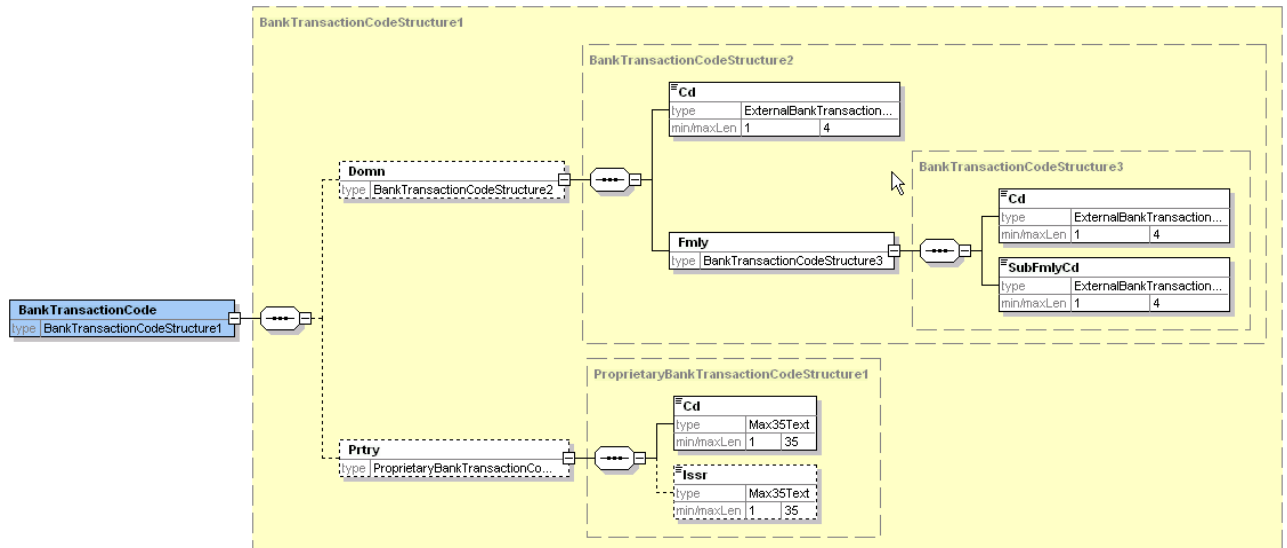 BankTransactionCodeStructure1
BankTransactionCodeStructure2
Cd
type ExternalBankTransaction...
min/maxLen 1 4
BankTransactionCodeStructure3
Domn
type BankTransactionCodeStructure2
Cd
type ExternalBankTransaction...
min/maxLen 1 4
Fmly
type BankTransactionCodeStructure3
SubFmlyCd
type ExternalBankTransaction...
min/maxLen 1 4
BankTransactionCode
type BankTransactionCodeStructure1
ProprietaryBankTransactionCodeStructure1
Cd
type Max35Text
min/maxLen 1 35
Prtry
type ProprietaryBankTransactionCo...
Issr
type Max35Text
min/maxLen 1 35